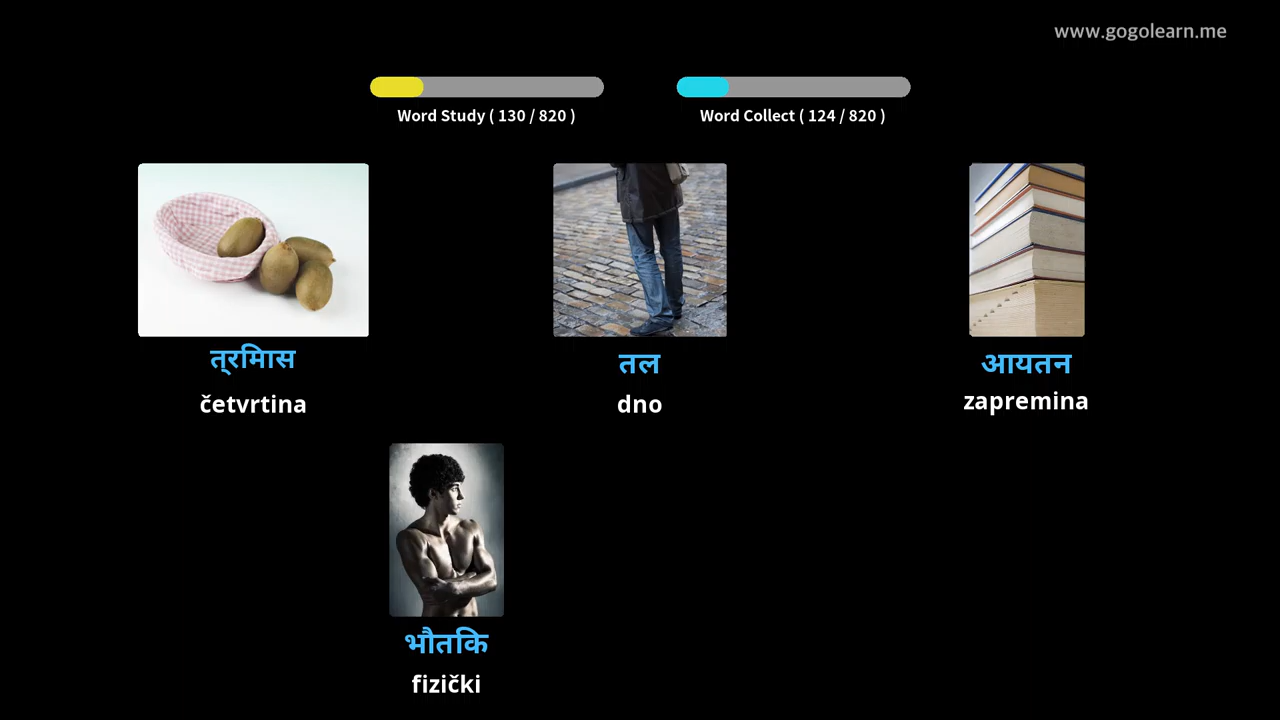 www.gogolearn.me
Word Study ( 130 / 820 )
Word Collect ( 124 / 820 )
त्रमिास
četvrtina
तल
dno
आयतन
zapremina
भौतकि
fizički